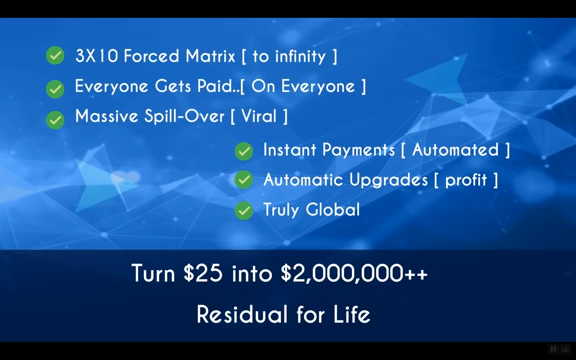 3X10 Forced Matrix [ to infinity ]
Everyone Gets Paid..[ On Everyone ]
Massive Spill-Over [ Viral ]
Instant Payments [ Automated ]
Automatic Upgrades [ profit ]
Truly Global
Turn $25 into $2,000,000++
Residual for Life